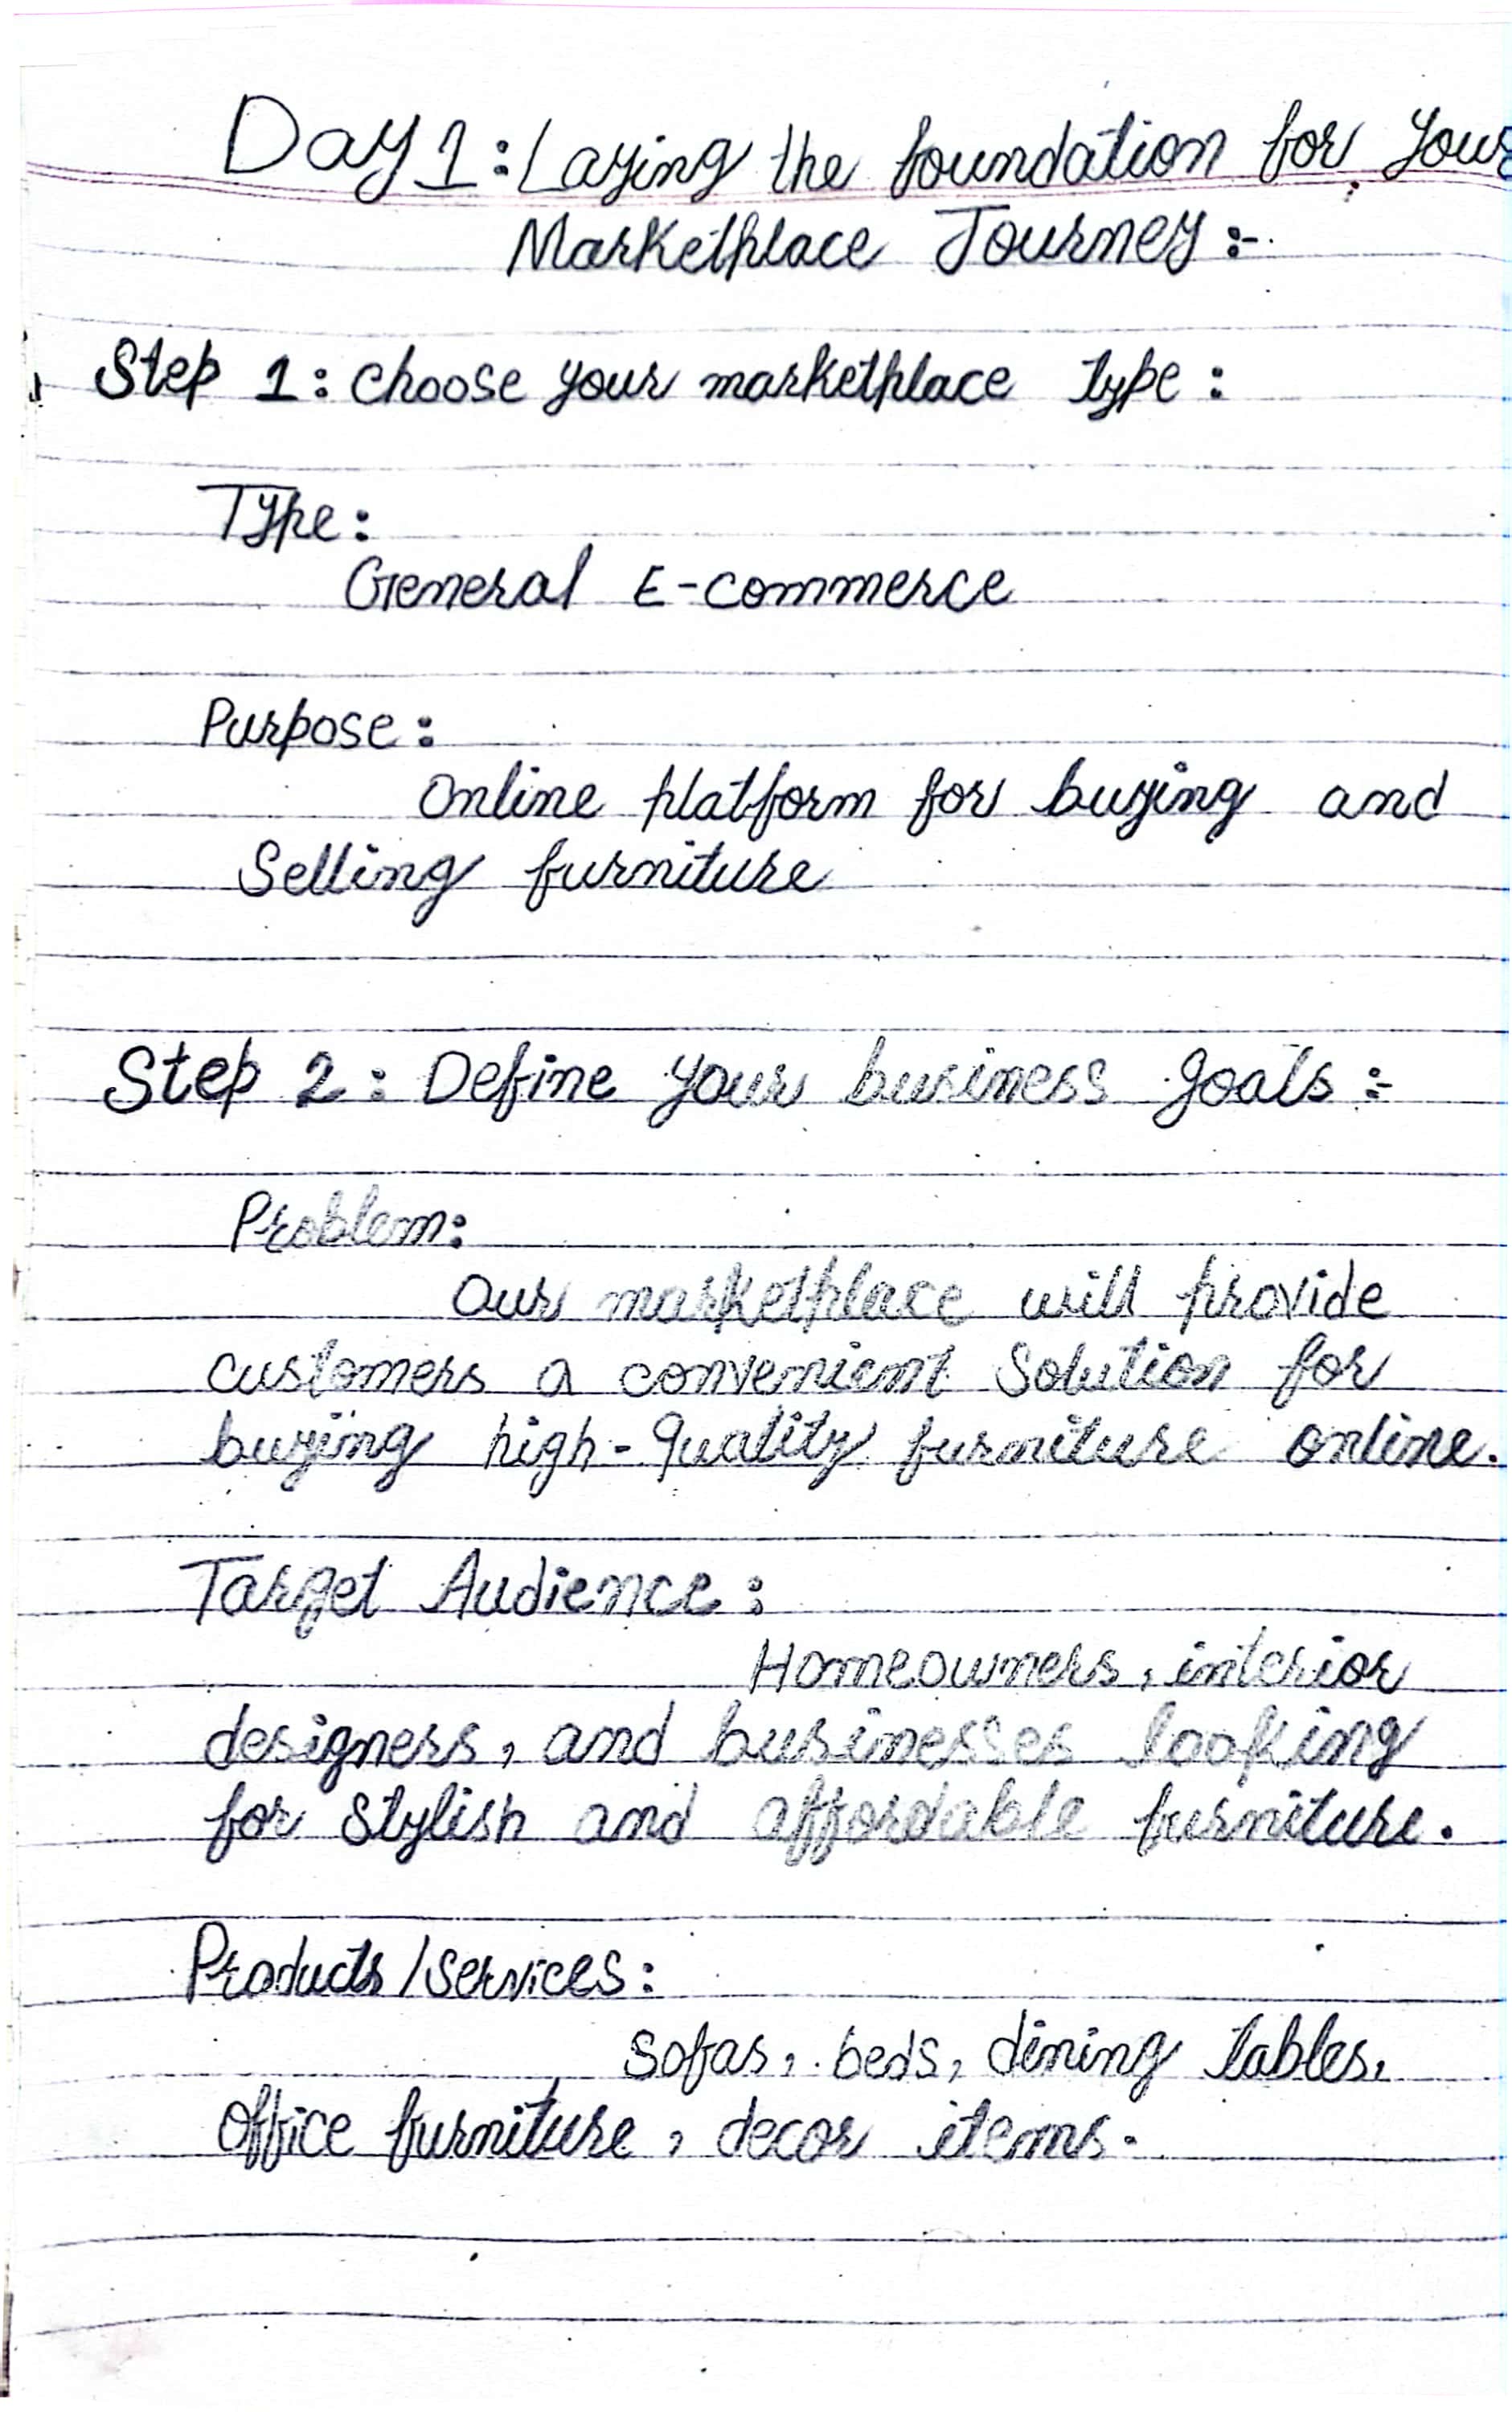 Day 1: Laying the foundation for your
Marketplace Journey:-
Step 1: choose your marketplace type:
Type:
General E-commerce
Purpose:
Online platform for buying and
Selling furniture
Step 2: Define your business goals:-
Problem:
Our marketplace will provide
customers a convenient Solution for
buying high-Quality furniture online.
Target Audience:
Homeowners, interior
designers, and businesses looking
for Stylish and affordable furniture.
Products/services:
Sofas, beds, dining tables,
office furniture, decor items.